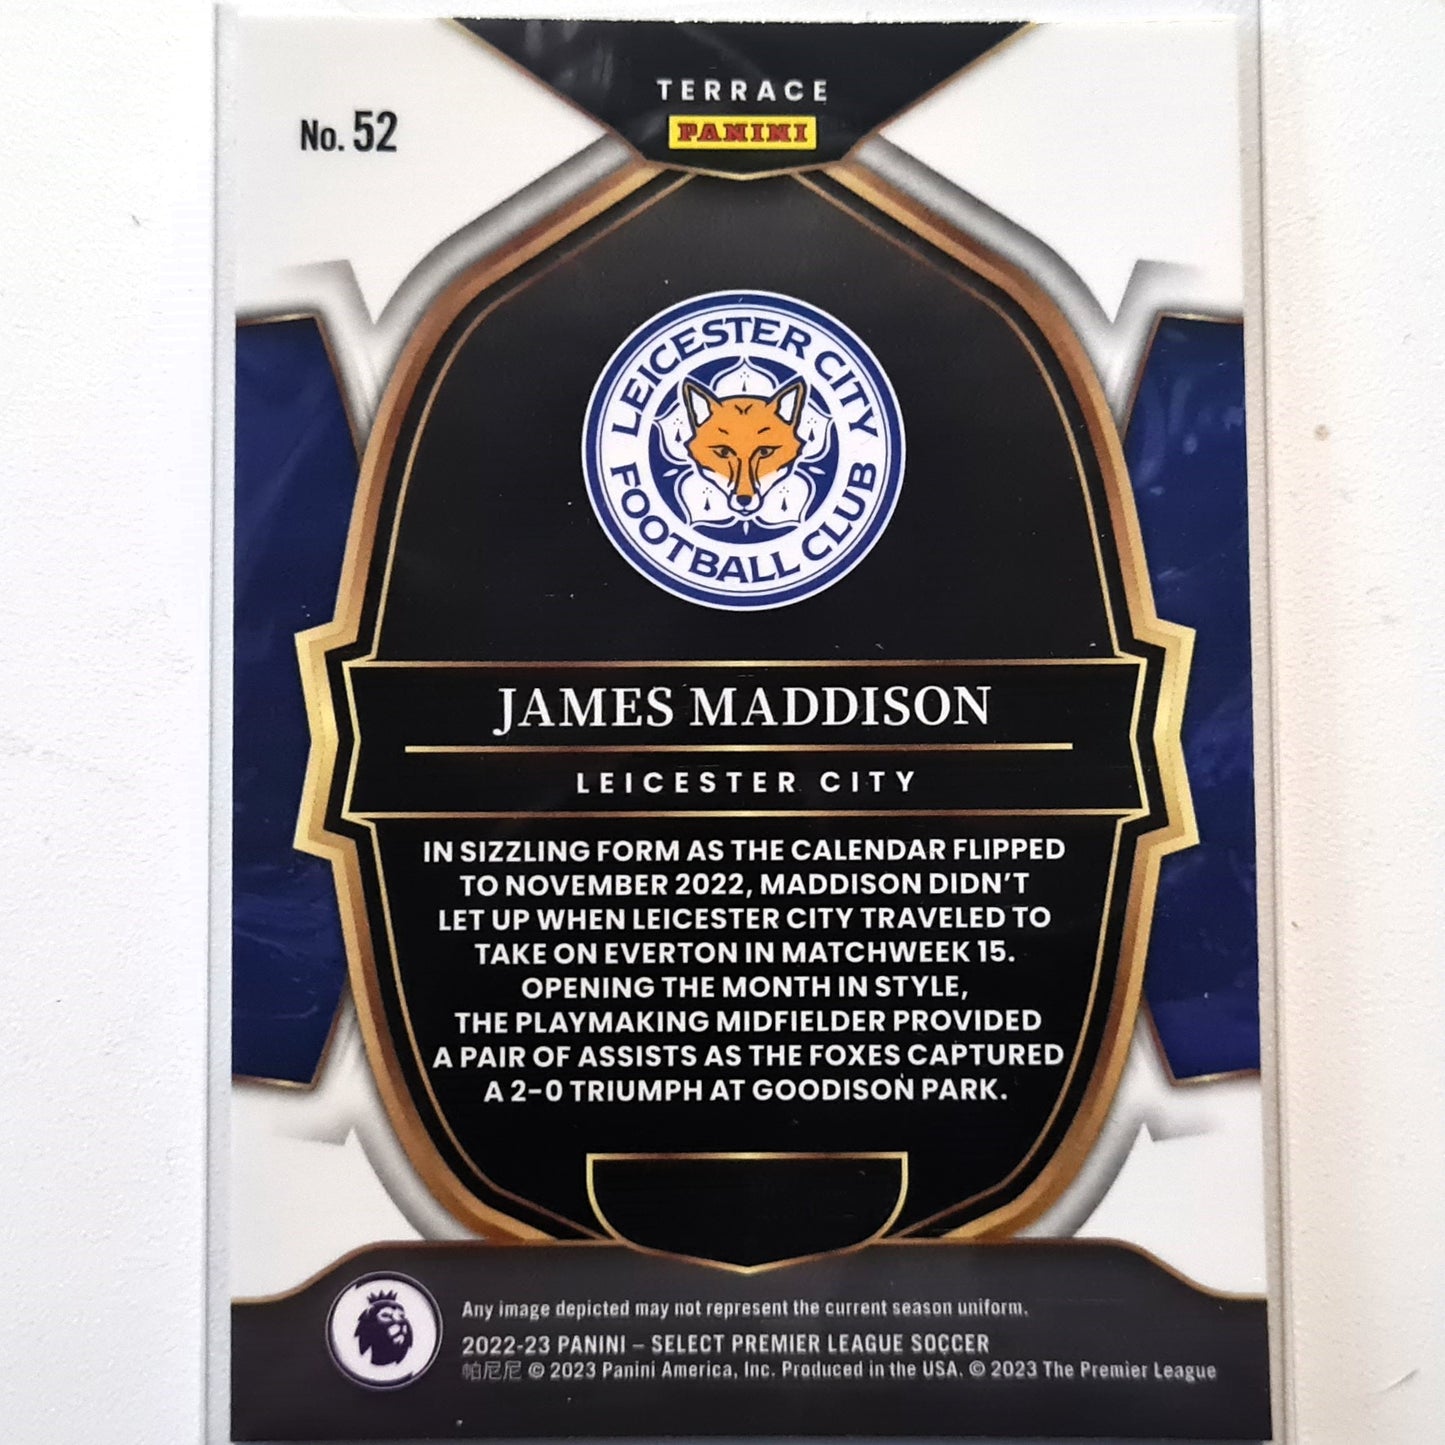 TERRACE
PANINI
No. 52
LEICESTER CITY
FOOTBALL CLUB
JAMES MADDISON
LEICESTER CITY
IN SIZZLING FORM AS THE CALENDAR FLIPPED
TO NOVEMBER 2022, MADDISON DIDN'T
LET UP WHEN LEICESTER CITY TRAVELED TO
TAKE ON EVERTON IN MATCHWEEK 15.
OPENING THE MONTH IN STYLE,
THE PLAYMAKING MIDFIELDER PROVIDED
A PAIR OF ASSISTS AS THE FOXES CAPTURED
A 2-0 TRIUMPH AT GOODISON PARK.
Any image depicted may not represent the current season uniform.
2022-23 PANINI – SELECT PREMIER LEAGUE SOCCER
帕尼尼 © 2023 Panini America, Inc. Produced in the USA. © 2023 The Premier League